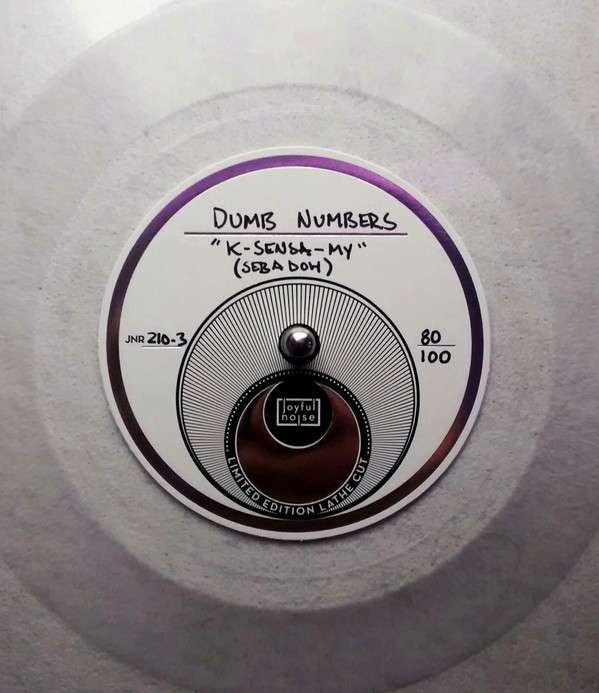 DUMB NUMBERS
"K-SENSA-MY"
(SEBADOH)
JNR 210-3
80
100
joyful
noise
LIMITED EDITION LATHE CUT